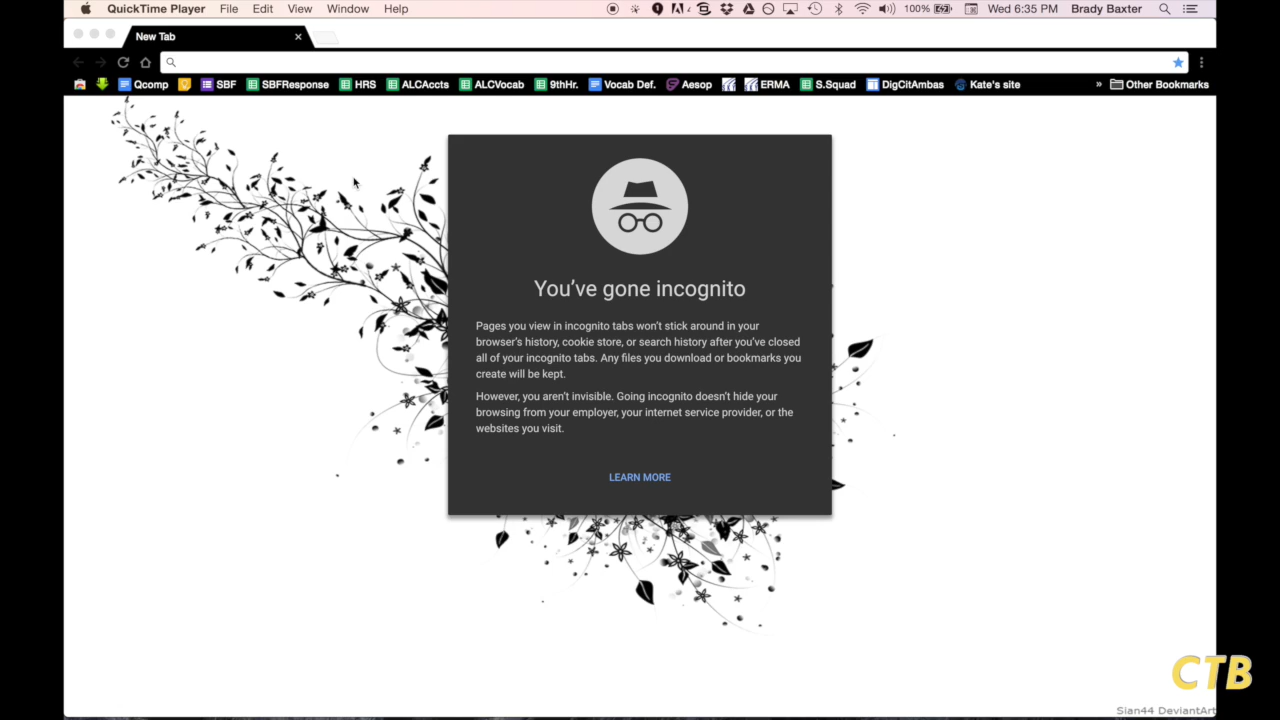 QuickTime Player File Edit View Window Help 100% Wed 6:35 PM Brady Baxter
New Tab
Qcomp SBF SBFResponse HRS ALCAccts ALCVocab 9thHr. Vocab Def. Aesop ERMA S.Squad DigCitAmbas Kate's site » Other Bookmarks
You've gone incognito
Pages you view in incognito tabs won't stick around in your
browser's history, cookie store, or search history after you've closed
all of your incognito tabs. Any files you download or bookmarks you
create will be kept.
However, you aren't invisible. Going incognito doesn't hide your
browsing from your employer, your internet service provider, or the
websites you visit.
LEARN MORE
CTB
Sian44 DeviantArt